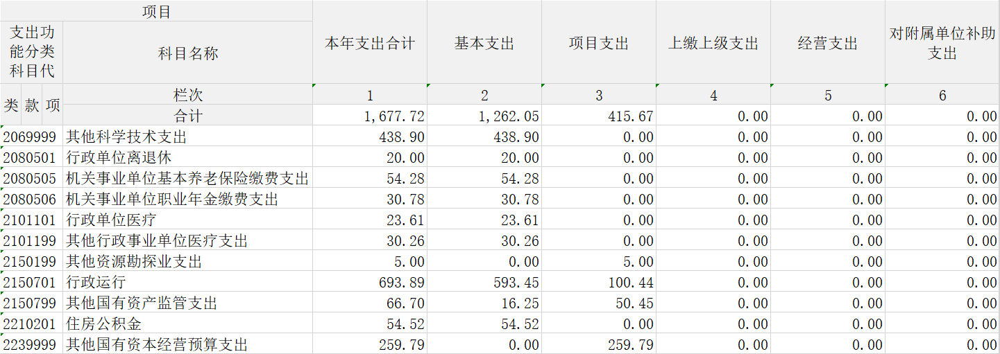 项目
支出功
能分类
科目代
科目名称
本年支出合计
基本支出
项目支出
上缴上级支出
经营支出
对附属单位补助
支出
类 款 项
栏次 1 2 3 4 5 6
合计 1,677.72 1,262.05 415.67 0.00 0.00 0.00
2069999 其他科学技术支出 438.90 438.90 0.00 0.00 0.00 0.00
2080501 行政单位离退休 20.00 20.00 0.00 0.00 0.00 0.00
2080505 机关事业单位基本养老保险缴费支出 54.28 54.28 0.00 0.00 0.00 0.00
2080506 机关事业单位职业年金缴费支出 30.78 30.78 0.00 0.00 0.00 0.00
2101101 行政单位医疗 23.61 23.61 0.00 0.00 0.00 0.00
2101199 其他行政事业单位医疗支出 30.26 30.26 0.00 0.00 0.00 0.00
2150199 其他资源勘探业支出 5.00 0.00 5.00 0.00 0.00 0.00
2150701 行政运行 693.89 593.45 100.44 0.00 0.00 0.00
2150799 其他国有资产监管支出 66.70 16.25 50.45 0.00 0.00 0.00
2210201 住房公积金 54.52 54.52 0.00 0.00 0.00 0.00
2239999 其他国有资本经营预算支出 259.79 0.00 259.79 0.00 0.00 0.00